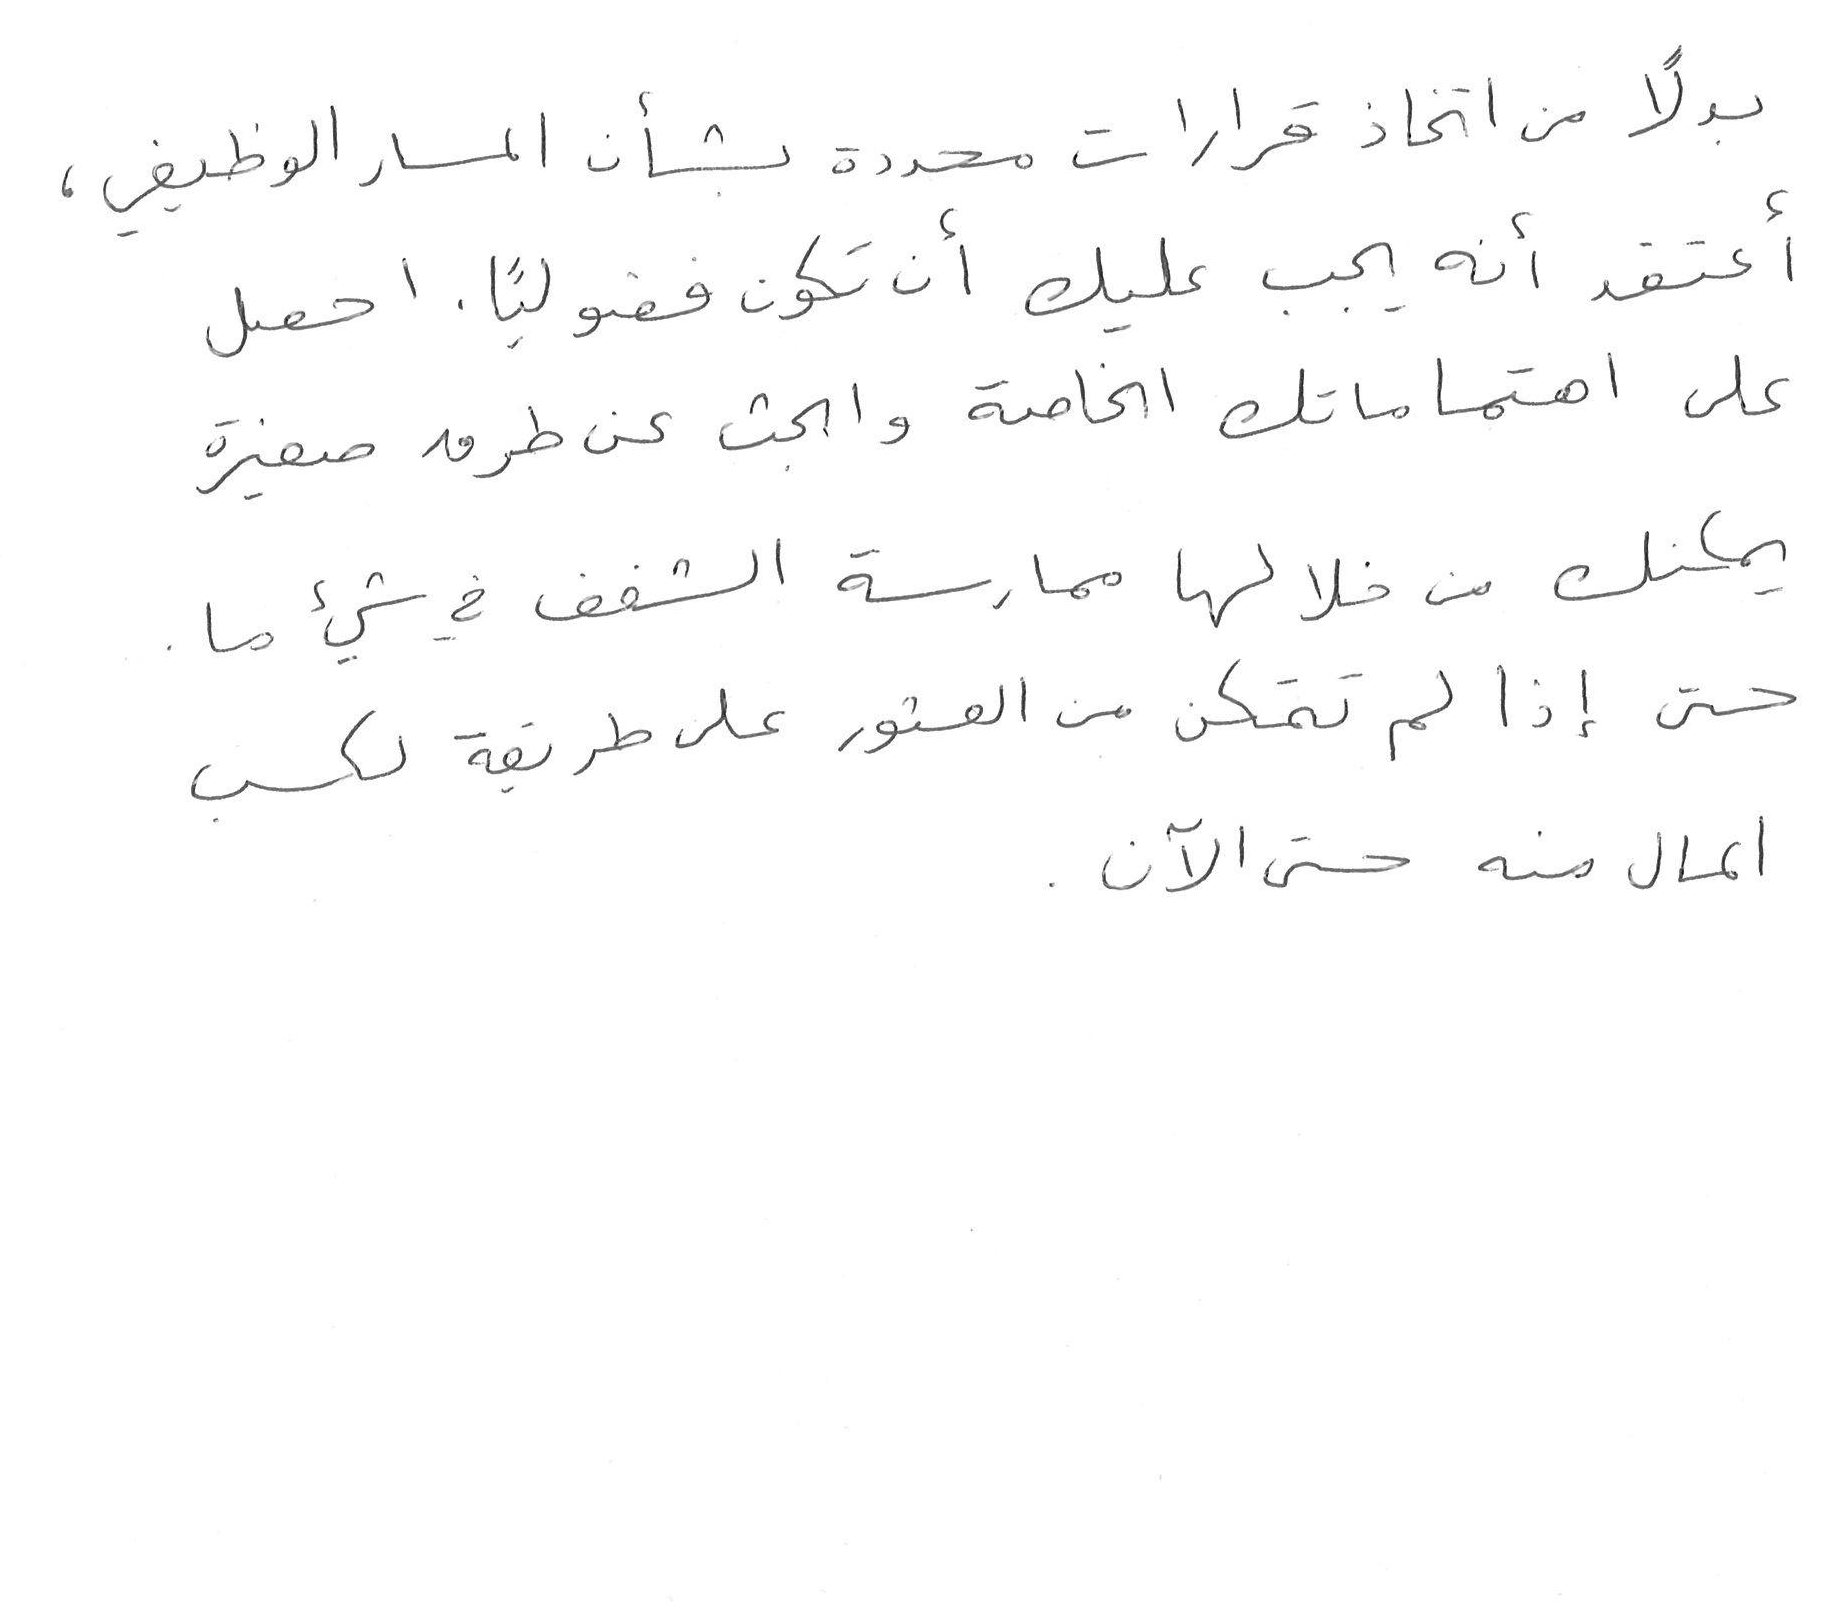 بدلًا من اتخاذ قرارات محددة بشأن المسار الوظيفي،
أعتقد أنه يجب عليك أن تكون فضوليًا. احصل
على اهتماماتك الخاصة وابحث عن طرق صغيرة
يمكنك من خلالها ممارسة الشغف في شيء ما.
حتى إذا لم تتمكن من العثور على طريقة لكسب
المال منه حتى الآن.